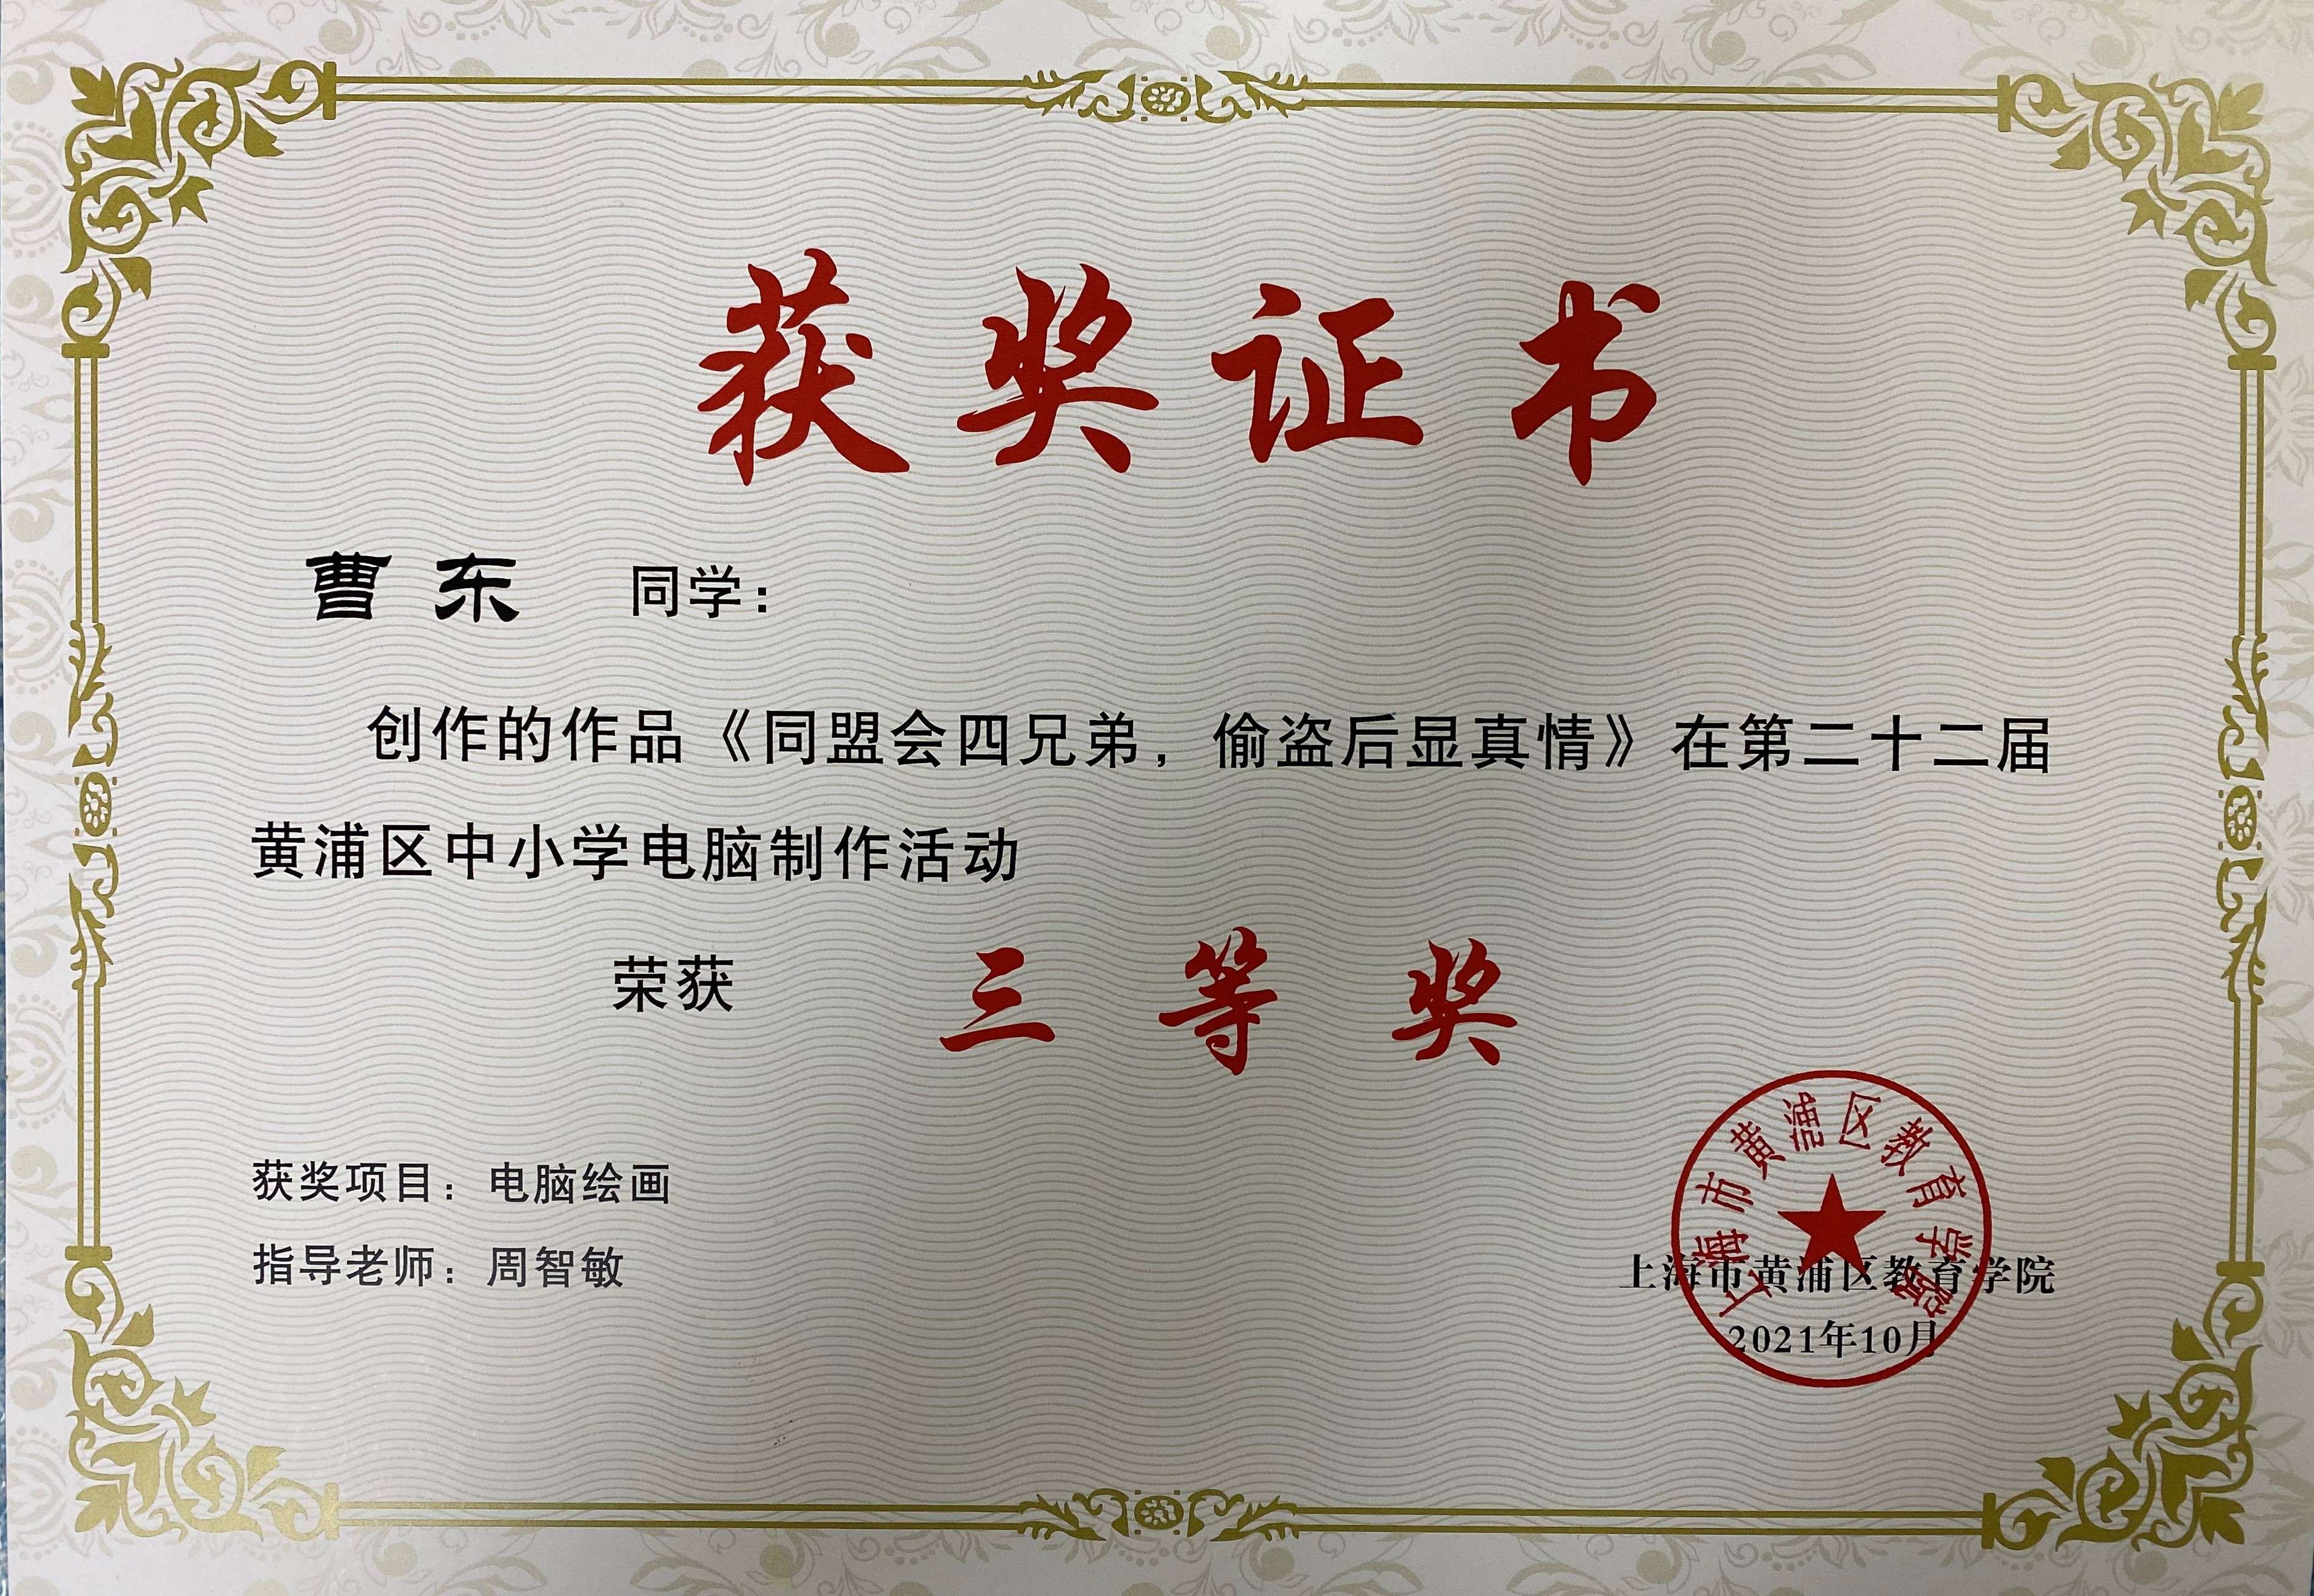 获奖证书
曹东 同学：
创作的作品《同盟会四兄弟，偷盗后显真情》在第二十二届
黄浦区中小学电脑制作活动
荣获 三等奖
获奖项目：电脑绘画
指导老师：周智敏
上海市黄浦区教育学院
上海市黄浦区教育学院
2021年10月